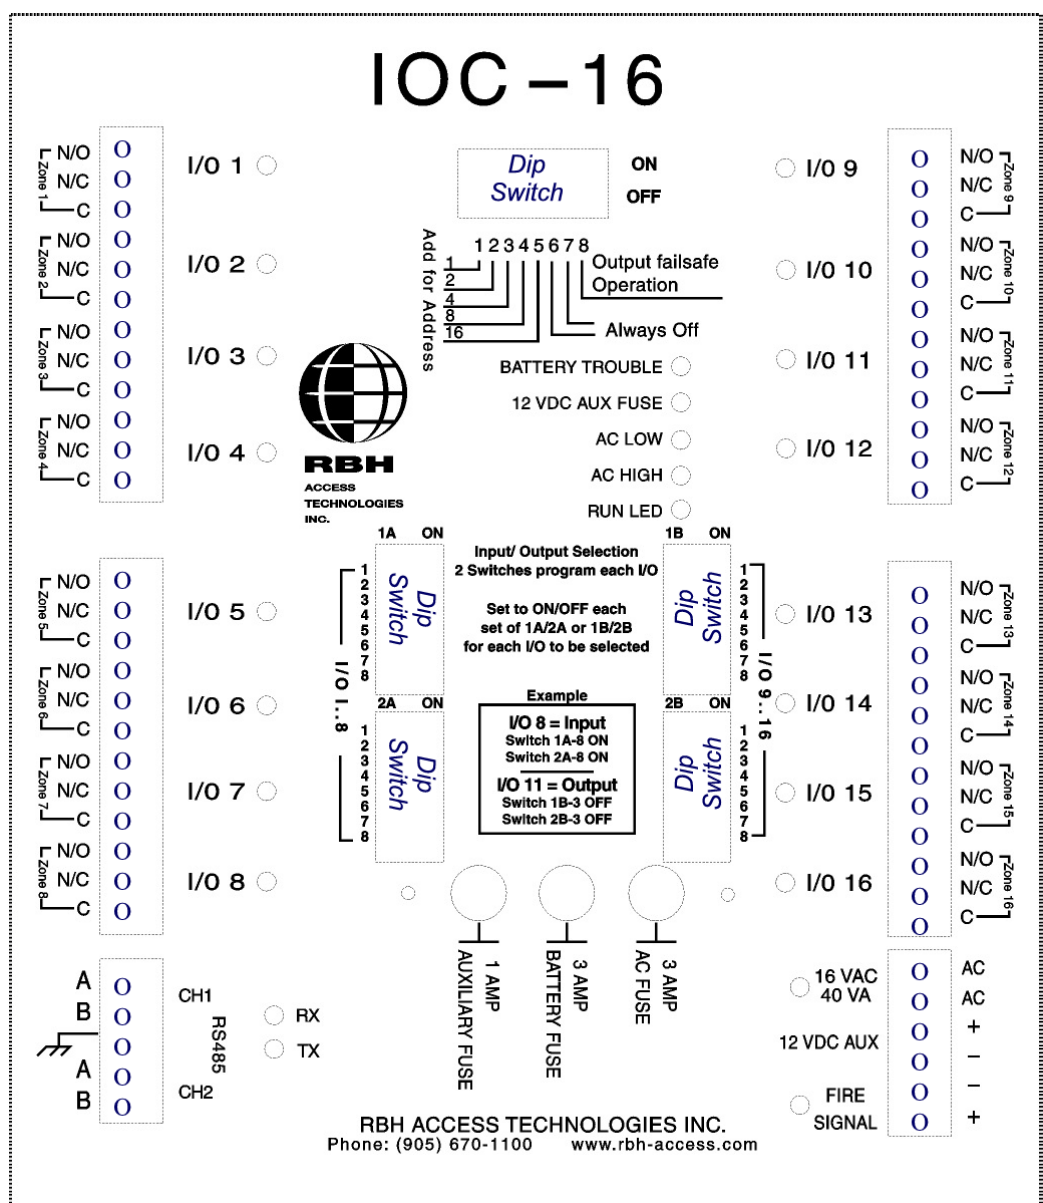 IOC – 16
N/O
N/C
C
Zone 1
O
O
O
I/O 1
N/O
N/C
C
Zone 2
O
O
O
I/O 2
N/O
N/C
C
Zone 3
O
O
O
I/O 3
N/O
N/C
C
Zone 4
O
O
O
I/O 4
Dip
Switch
ON
OFF
Add for Address
1 2 3 4 5 6 7 8
1
2
4
8
16
Output failsafe
Operation
Always Off
BATTERY TROUBLE
12 VDC AUX FUSE
AC LOW
AC HIGH
RUN LED
RBH
ACCESS
TECHNOLOGIES
INC.
I/O 9
O
O
O
N/O
N/C
C
Zone 9
I/O 10
O
O
O
N/O
N/C
C
Zone 10
I/O 11
O
O
O
N/O
N/C
C
Zone 11
I/O 12
O
O
O
N/O
N/C
C
Zone 12
N/O
N/C
C
Zone 5
O
O
O
I/O 5
N/O
N/C
C
Zone 6
O
O
O
I/O 6
N/O
N/C
C
Zone 7
O
O
O
I/O 7
N/O
N/C
C
Zone 8
O
O
O
I/O 8
1A ON
1
2
3
4
5
6
7
8
Dip
Switch
I/O I..8
2A ON
1
2
3
4
5
6
7
8
Dip
Switch
Input/ Output Selection
2 Switches program each I/O
Set to ON/OFF each
set of 1A/2A or 1B/2B
for each I/O to be selected
Example
I/O 8 = Input
Switch 1A-8 ON
Switch 2A-8 ON
I/O 11 = Output
Switch 1B-3 OFF
Switch 2B-3 OFF
1B ON
Dip
Switch
1
2
3
4
5
6
7
8
I/O 9..16
2B ON
Dip
Switch
1
2
3
4
5
6
7
8
I/O 13
O
O
O
N/O
N/C
C
Zone 13
I/O 14
O
O
O
N/O
N/C
C
Zone 14
I/O 15
O
O
O
N/O
N/C
C
Zone 15
I/O 16
O
O
O
N/O
N/C
C
Zone 16
A
B
A
B
O
O
O
O
O
CH1
RS485
CH2
RX
TX
1 AMP
AUXILIARY FUSE
3 AMP
BATTERY FUSE
3 AMP
AC FUSE
16 VAC
40 VA
12 VDC AUX
FIRE
SIGNAL
O
O
O
O
O
O
AC
AC
+
–
–
+
RBH ACCESS TECHNOLOGIES INC.
Phone: (905) 670-1100 www.rbh-access.com